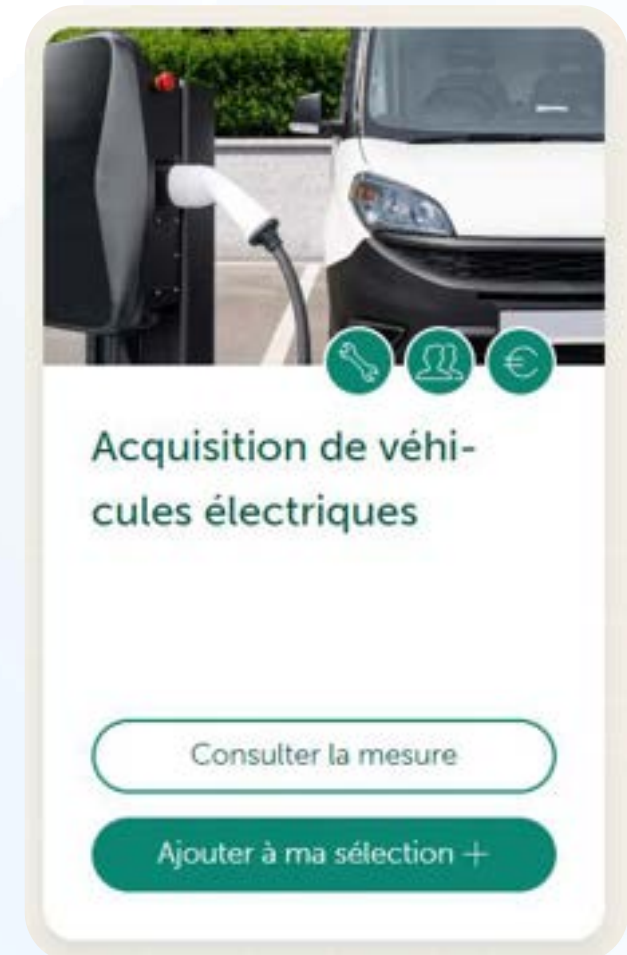 Acquisition de véhi-
cules électriques
Consulter la mesure
Ajouter à ma sélection +